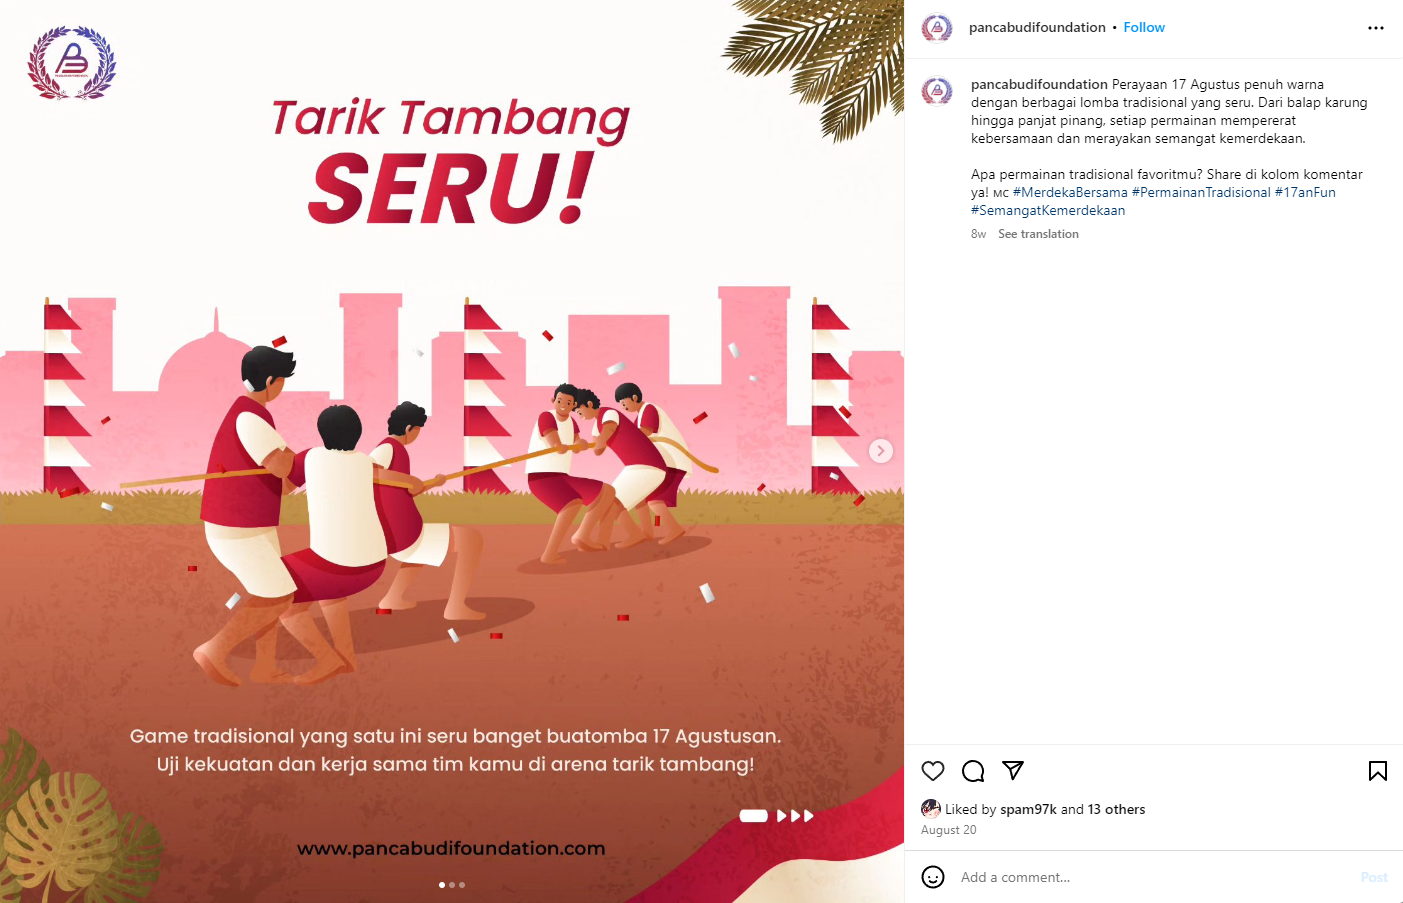 Tarik Tambang
SERU!
Game tradisional yang satu ini seru banget buatomba 17 Agustusan.
Uji kekuatan dan kerja sama tim kamu di arena tarik tambang!
www.pancabudifoundation.com
pancabudifoundation • Follow
pancabudifoundation Perayaan 17 Agustus penuh warna
dengan berbagai lomba tradisional yang seru. Dari balap karung
hingga panjat pinang, setiap permainan mempererat
kebersamaan dan merayakan semangat kemerdekaan.
Apa permainan tradisional favoritmu? Share di kolom komentar
ya! мс #MerdekaBersama #PermainanTradisional #17anFun
#SemangatKemerdekaan
8w See translation
Liked by spam97k and 13 others
August 20
Add a comment...
Post